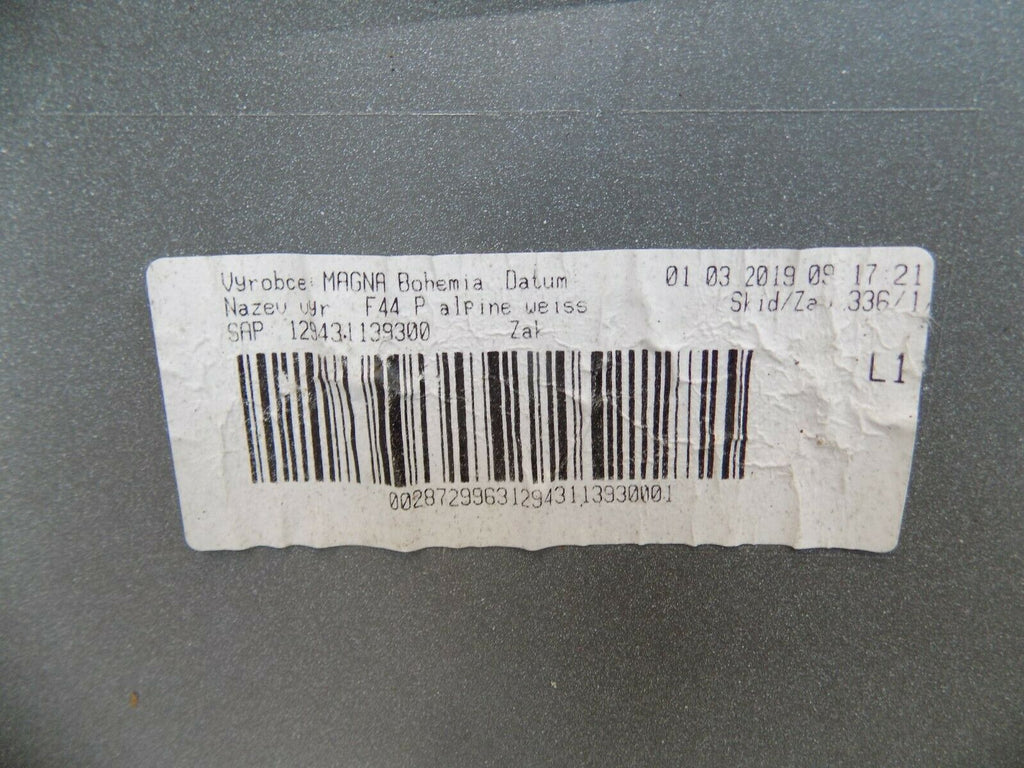 Vyrobce: MAGNA Bohemia Datum 01 03 2019 09 17 21
Nazev vyr F44 P alpine weiss Skid/Za 336/1
SAP 129431139300 Zak
L1
002872996312943113930001